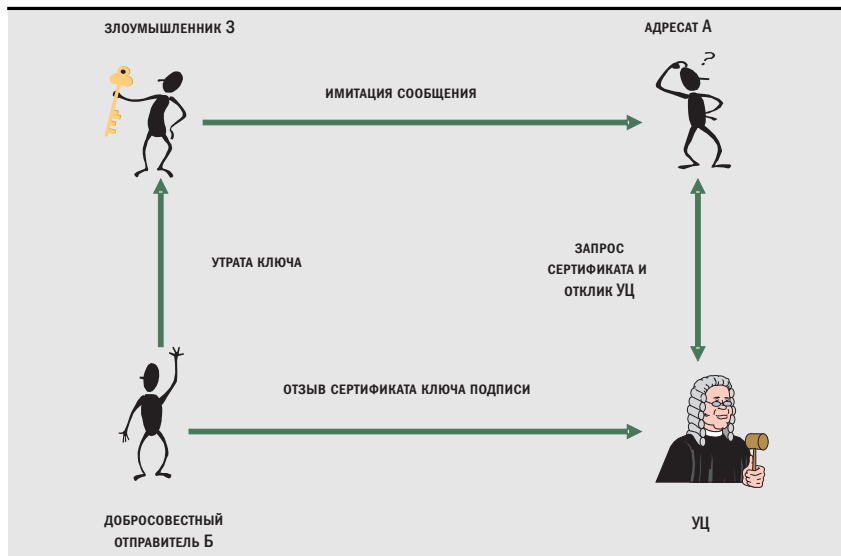 ЗЛОУМЫШЛЕННИК З
АДРЕСАТ А
?
ИМИТАЦИЯ СООБЩЕНИЯ
УТРАТА КЛЮЧА
ЗАПРОС
СЕРТИФИКАТА И
ОТКЛИК УЦ
ОТЗЫВ СЕРТИФИКАТА КЛЮЧА ПОДПИСИ
ДОБРОСОВЕСТНЫЙ
ОТПРАВИТЕЛЬ Б
УЦ